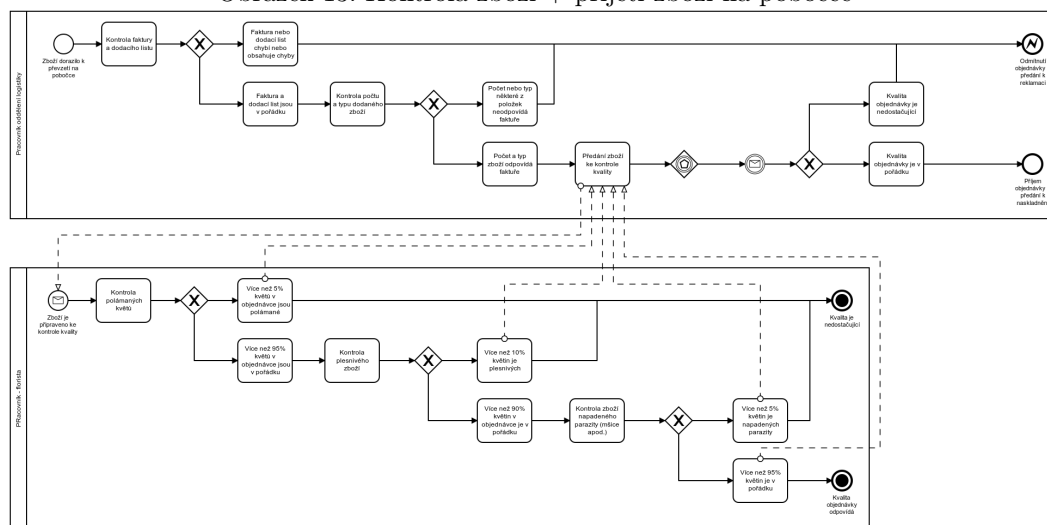 Obrázek 13: Kontrola zboží + přijetí zboží na pobočce
Pracovník oddělení logistiky
Zboží dorazilo k
převzetí na
pobočce
Kontrola faktury
a dodacího listu
X
Faktura nebo
dodací list
chybí nebo
obsahuje chyby
Faktura a
dodací list jsou
v pořádku
Kontrola počtu
a typu dodaného
zboží
X
Počet nebo typ
některé z
položek
neodpovídá
faktuře
Počet a typ
zboží odpovídá
faktuře
Předání zboží
ke kontrole
kvality
X
Kvalita
objednávky je
nedostačující
Kvalita
objednávky je v
pořádku
Odmítnutí
objednávky
předání k
reklamaci
Příjem
objednávky
předání k
naskladněn
PRacovník - florista
Zboží je
připraveno ke
kontrole kvality
Kontrola
polámaných
květů
X
Více než 5%
květů v
objednávce jsou
polámané
Více než 95%
květů v
objednávce jsou
v pořádku
Kontrola
plesnivého
zboží
X
Více než 10%
květin je
plesnivých
Více než 90%
květin v
objednávce je v
pořádku
Kontrola zboží
napadeného
parazity (mšice
apod.)
X
Více než 5%
květin je
napadených
parazity
Více než 95%
květin je v
pořádku
Kvalita je
nedostačující
Kvalita
objednávky
odpovídá